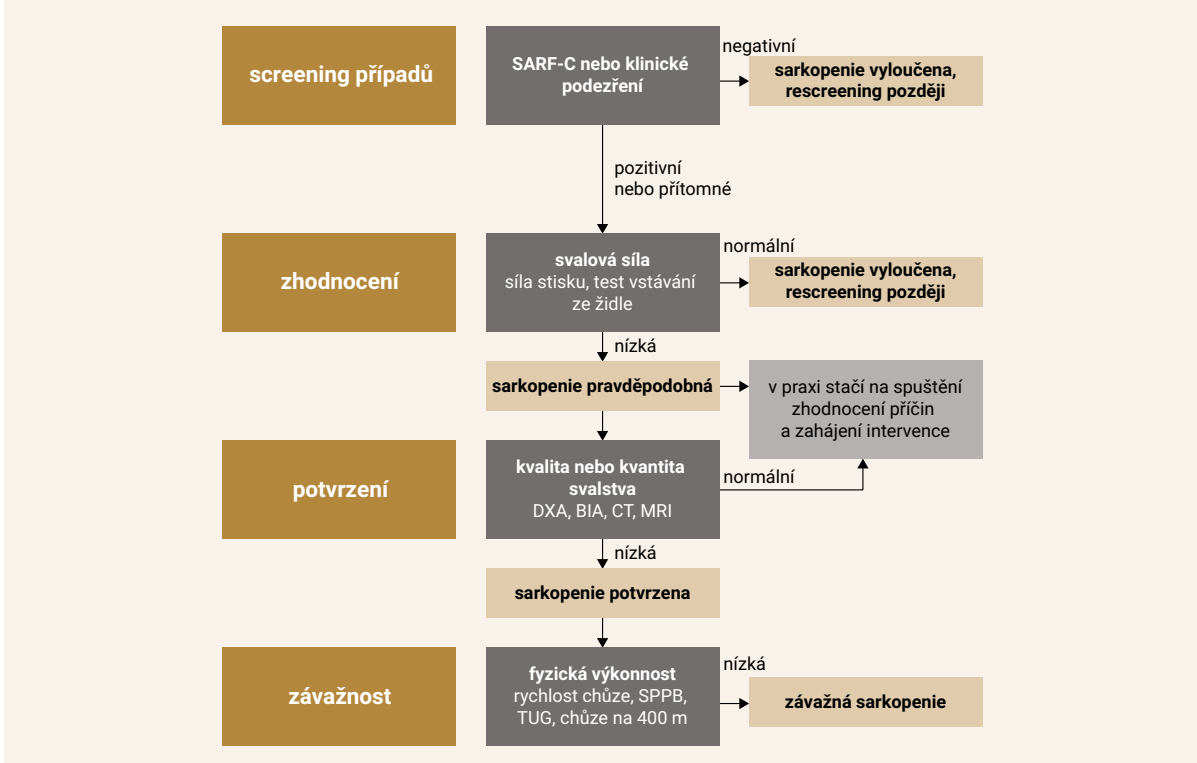 screening případů
SARF-C nebo klinické
podezření
negativní
sarkopenie vyloučena,
rescreening později
pozitivní
nebo přítomné
zhodnocení
svalová síla
síla stisku, test vstávání
ze židle
normální
sarkopenie vyloučena,
rescreening později
nízká
sarkopenie pravděpodobná
v praxi stačí na spuštění
zhodnocení příčin
a zahájení intervence
potvrzení
kvalita nebo kvantita
svalstva
DXA, BIA, CT, MRI
normální
nízká
sarkopenie potvrzena
závažnost
fyzická výkonnost
rychlost chůze, SPPB,
TUG, chůze na 400 m
nízká
závažná sarkopenie